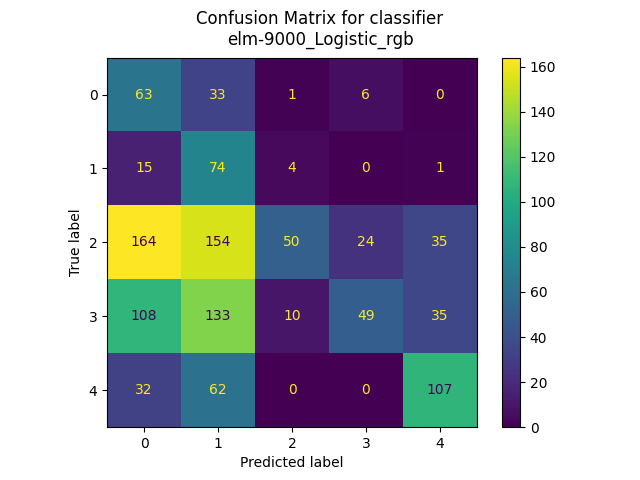 Confusion Matrix for classifier
elm-9000_Logistic_rgb
160
0 63 33 1 6 0
140
120
1 15 74 4 0 1
100
True label
2 164 154 50 24 35
80
60
3 108 133 10 49 35
40
4 32 62 0 0 107
20
0
0 1 2 3 4
Predicted label